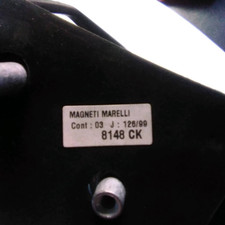 MAGNETI MARELLI
Cont : 03 J : 126/99
8148 CK